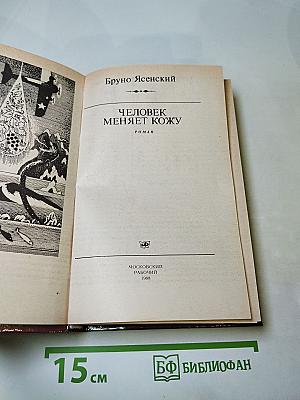 Бруно Ясенский
ЧЕЛОВЕК
МЕНЯЕТ КОЖУ
РОМАН
МОСКОВСКИЙ
РАБОЧИЙ
15 см
БФ БИБЛИОФАН